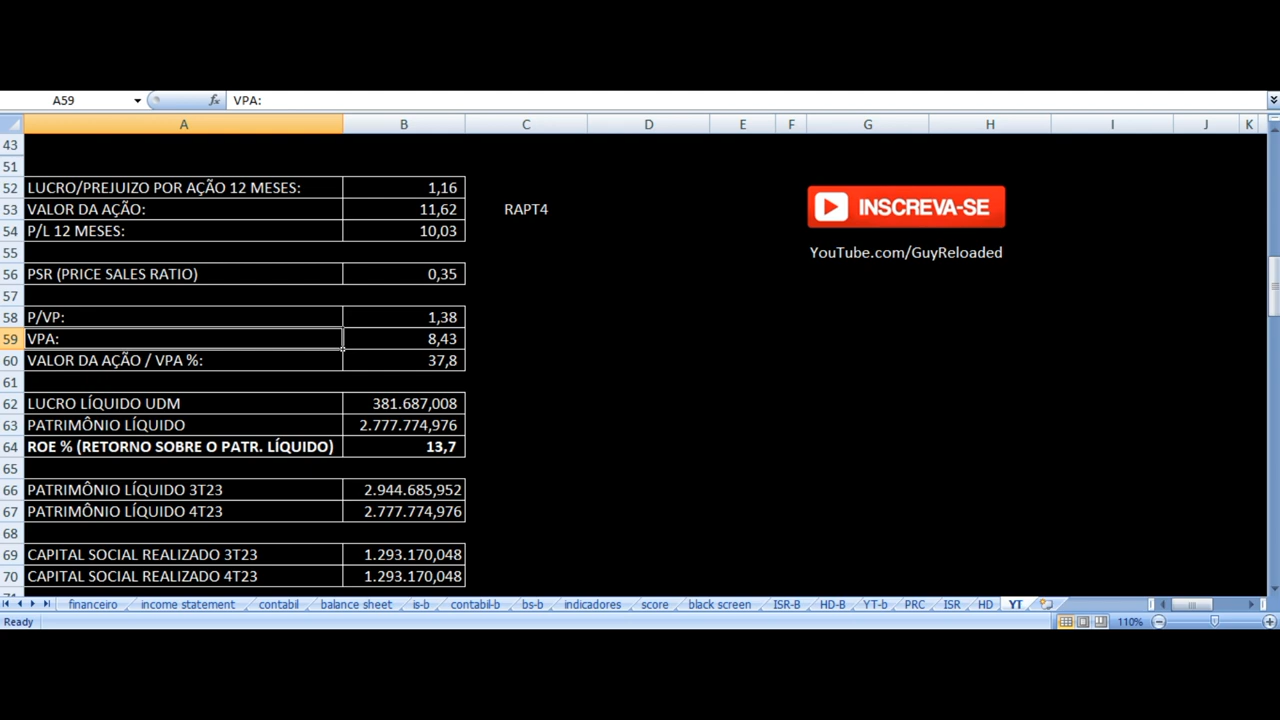 A59 fx VPA:
A B C D E F G H I J K
43
51
52 LUCRO/PREJUIZO POR AÇÃO 12 MESES: 1,16
53 VALOR DA AÇÃO: 11,62 RAPT4 INSCREVA-SE
54 P/L 12 MESES: 10,03
55 YouTube.com/GuyReloaded
56 PSR (PRICE SALES RATIO) 0,35
57
58 P/VP: 1,38
59 VPA: 8,43
60 VALOR DA AÇÃO / VPA %: 37,8
61
62 LUCRO LÍQUIDO UDM 381.687,008
63 PATRIMÔNIO LÍQUIDO 2.777.774,976
64 ROE % (RETORNO SOBRE O PATR. LÍQUIDO) 13,7
65
66 PATRIMÔNIO LÍQUIDO 3T23 2.944.685,952
67 PATRIMÔNIO LÍQUIDO 4T23 2.777.774,976
68
69 CAPITAL SOCIAL REALIZADO 3T23 1.293.170,048
70 CAPITAL SOCIAL REALIZADO 4T23 1.293.170,048
financeiro income statement contabil balance sheet is-b contabil-b bs-b indicadores score black screen ISR-B HD-B YT-b PRC ISR HD YT
Ready 110%